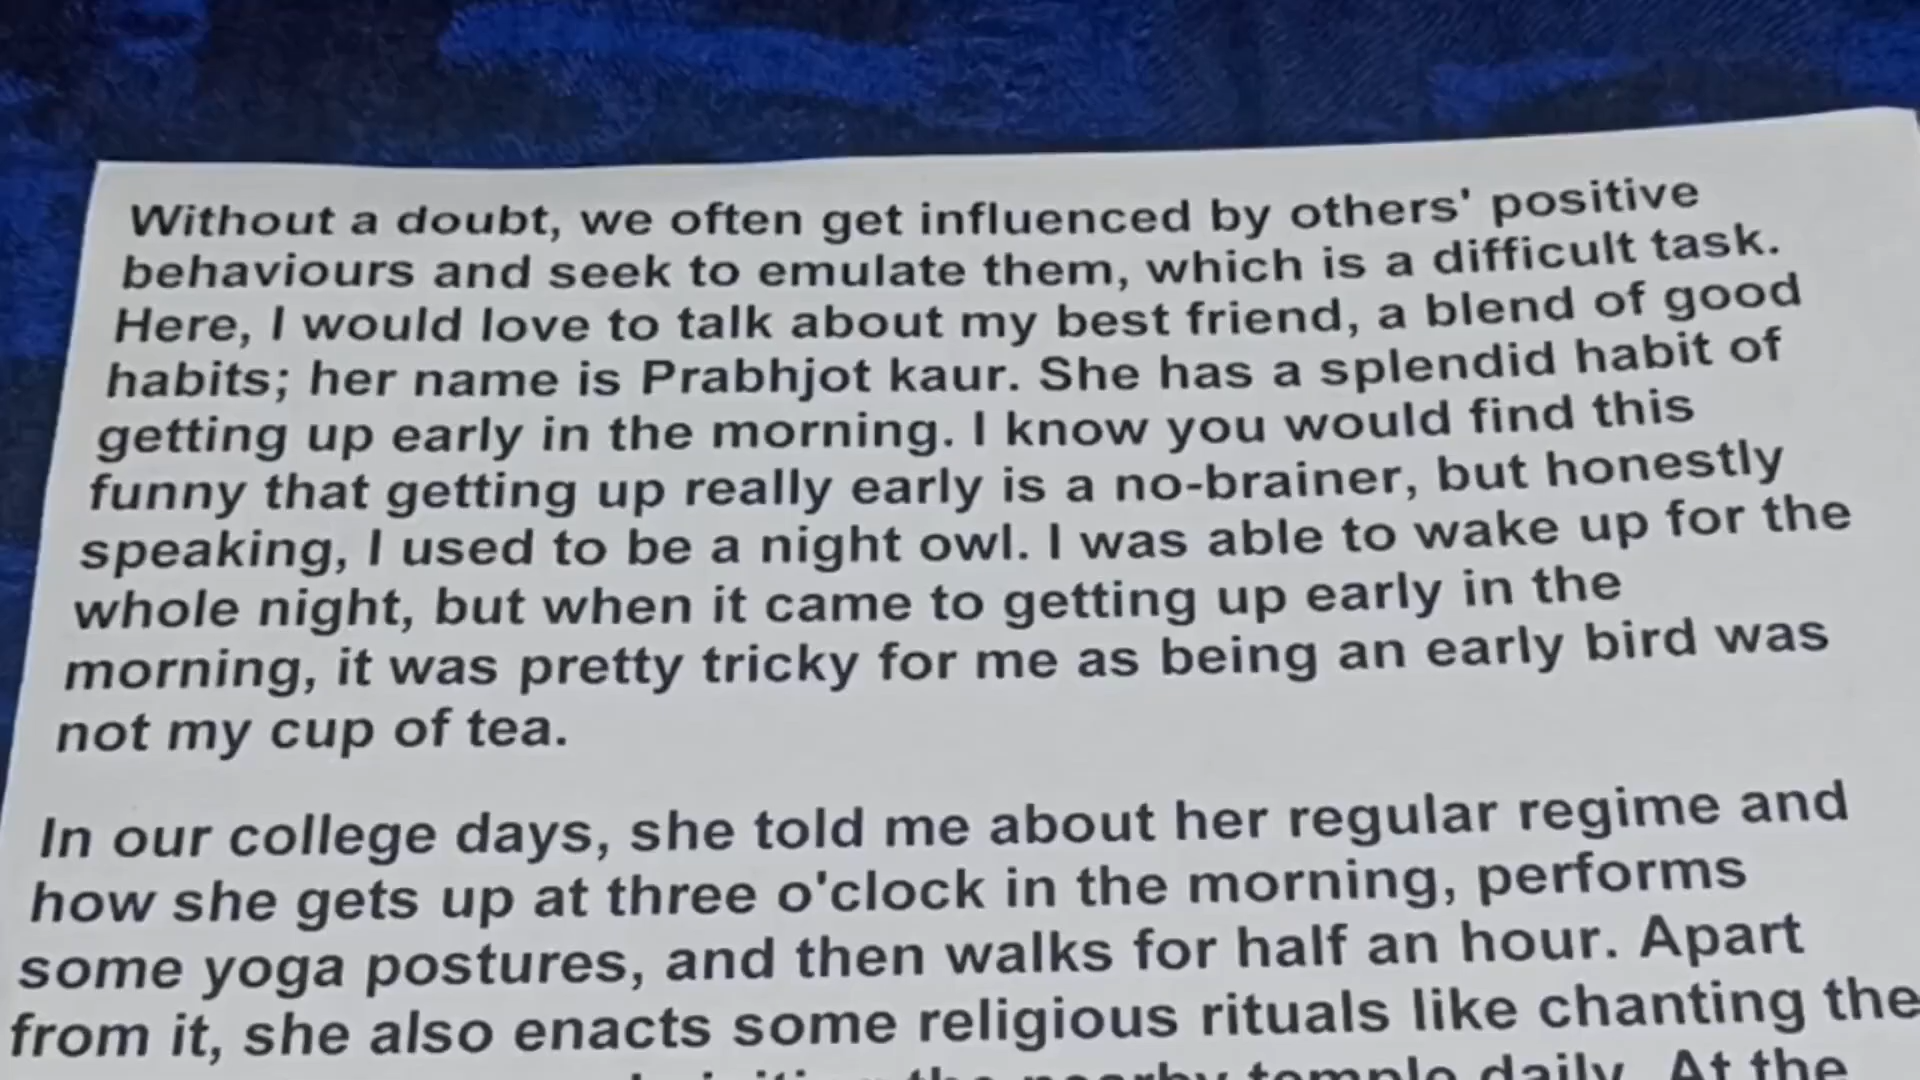 Without a doubt, we often get influenced by others' positive
behaviours and seek to emulate them, which is a difficult task.
Here, I would love to talk about my best friend, a blend of good
habits; her name is Prabhjot kaur. She has a splendid habit of
getting up early in the morning. I know you would find this
funny that getting up really early is a no-brainer, but honestly
speaking, I used to be a night owl. I was able to wake up for the
whole night, but when it came to getting up early in the
morning, it was pretty tricky for me as being an early bird was
not my cup of tea.
In our college days, she told me about her regular regime and
how she gets up at three o'clock in the morning, performs
some yoga postures, and then walks for half an hour. Apart
from it, she also enacts some religious rituals like chanting the
the nearby temple daily. At the